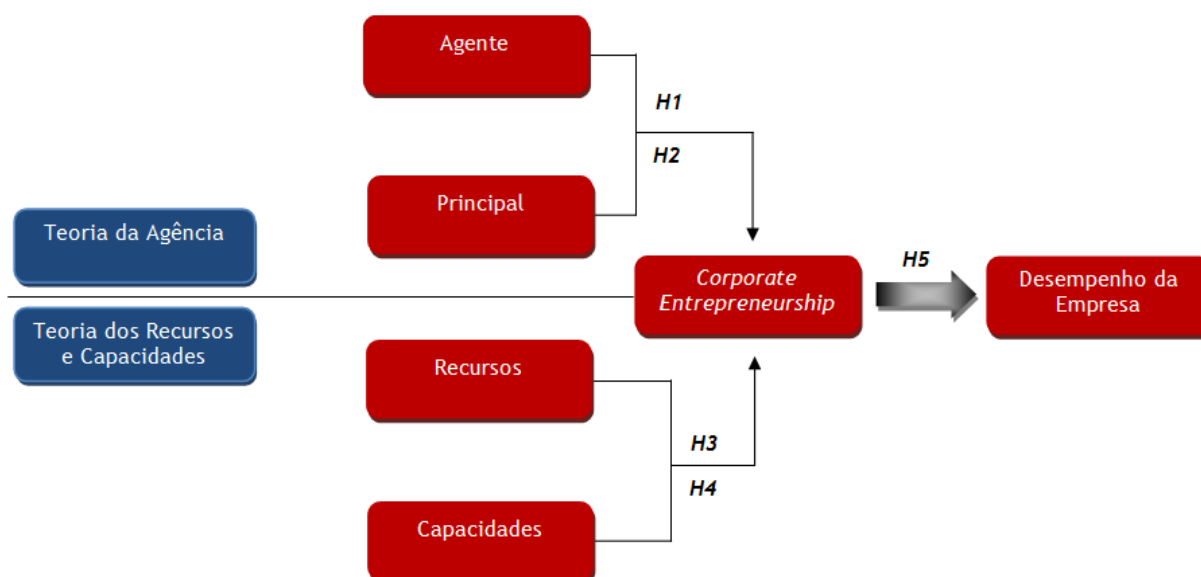 Agente
H1
H2
Principal
Teoria da Agência
Corporate
Entrepreneurship
H5
Desempenho da
Empresa
Teoria dos Recursos
e Capacidades
Recursos
H3
H4
Capacidades